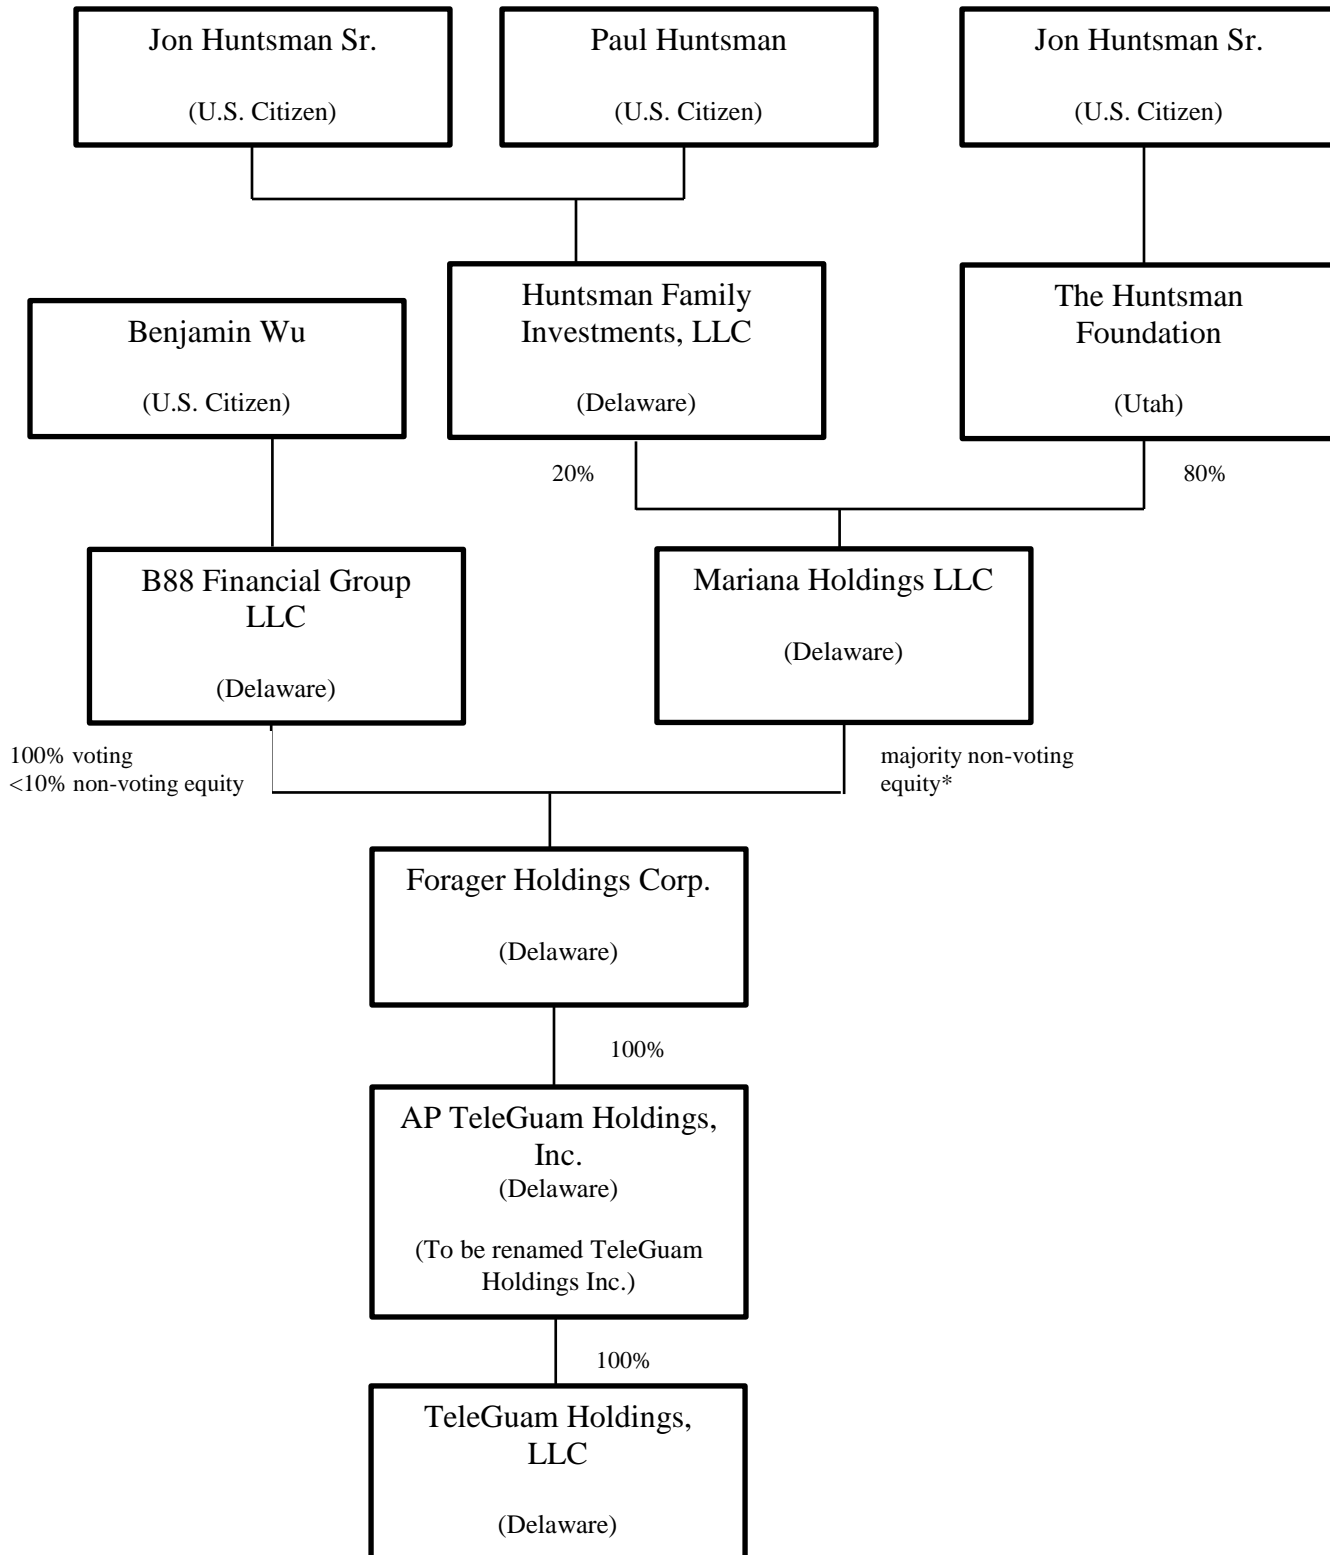 Jon Huntsman Sr.
(U.S. Citizen)
Paul Huntsman
(U.S. Citizen)
Jon Huntsman Sr.
(U.S. Citizen)
Benjamin Wu
(U.S. Citizen)
Huntsman Family
Investments, LLC
(Delaware)
The Huntsman
Foundation
(Utah)
20%
80%
B88 Financial Group
LLC
(Delaware)
Mariana Holdings LLC
(Delaware)
100% voting
<10% non-voting equity
majority non-voting
equity*
Forager Holdings Corp.
(Delaware)
100%
AP TeleGuam Holdings,
Inc.
(Delaware)
(To be renamed TeleGuam
Holdings Inc.)
100%
TeleGuam Holdings,
LLC
(Delaware)